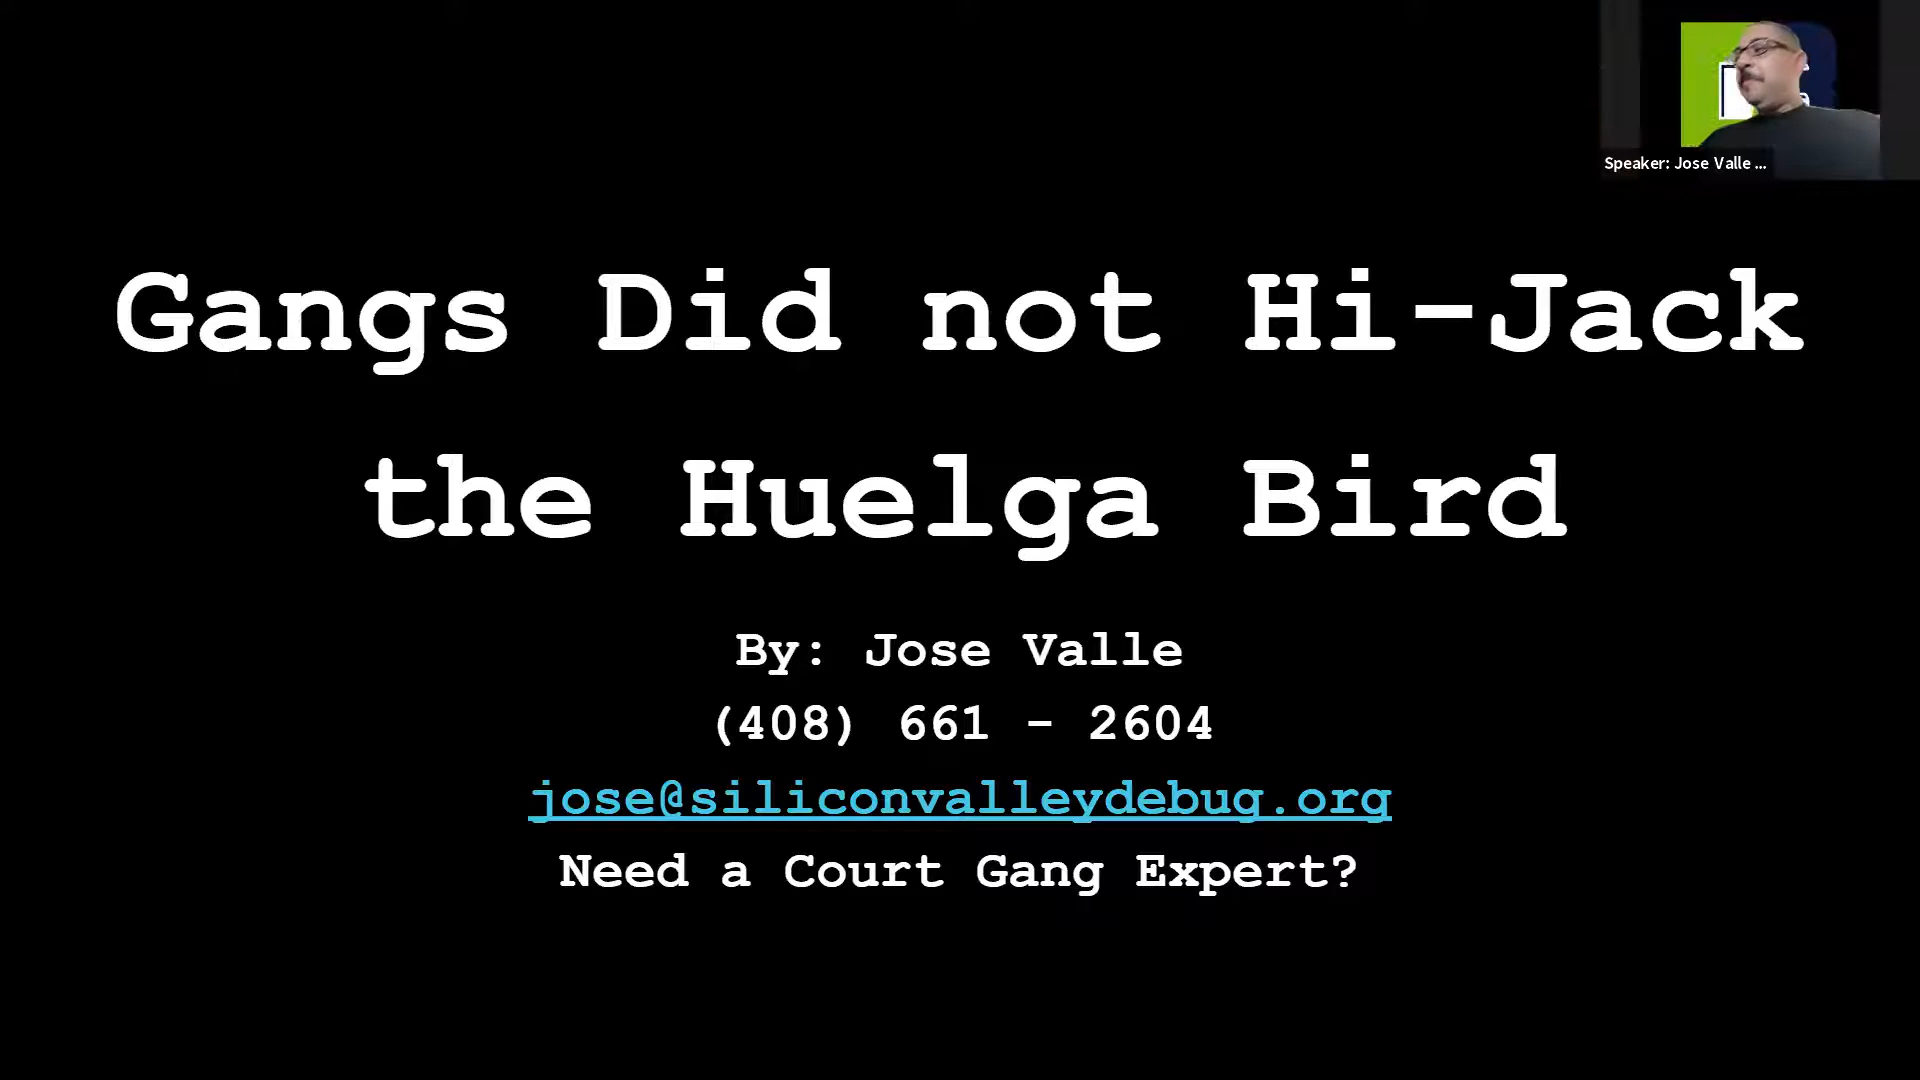 Speaker: Jose Valle ...
Gangs Did not Hi-Jack
the Huelga Bird
By: Jose Valle
(408) 661 - 2604
jose@siliconvalleydebug.org
Need a Court Gang Expert?